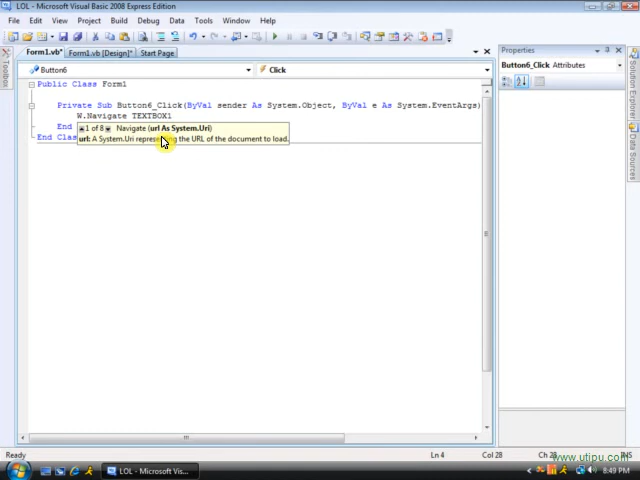 LOL - Microsoft Visual Basic 2008 Express Edition
File Edit View Project Build Debug Data Tools Window Help
Form1.vb* Form1.vb [Design]* Start Page
Properties
Button6 Click
Button6_Click Attributes
Toolbox
Solution Explorer
Data Sources
Public Class Form1
Private Sub Button6_Click(ByVal sender As System.Object, ByVal e As System.EventArgs)
W.Navigate TEXTBOX1
End
1 of 8 Navigate (url As System.Uri)
End Clas
url: A System.Uri representing the URL of the document to load.
Ready Ln 4 Col 28 Ch 28 INS
www.utipu.com
LOL - Microsoft Vis... 8:49 PM